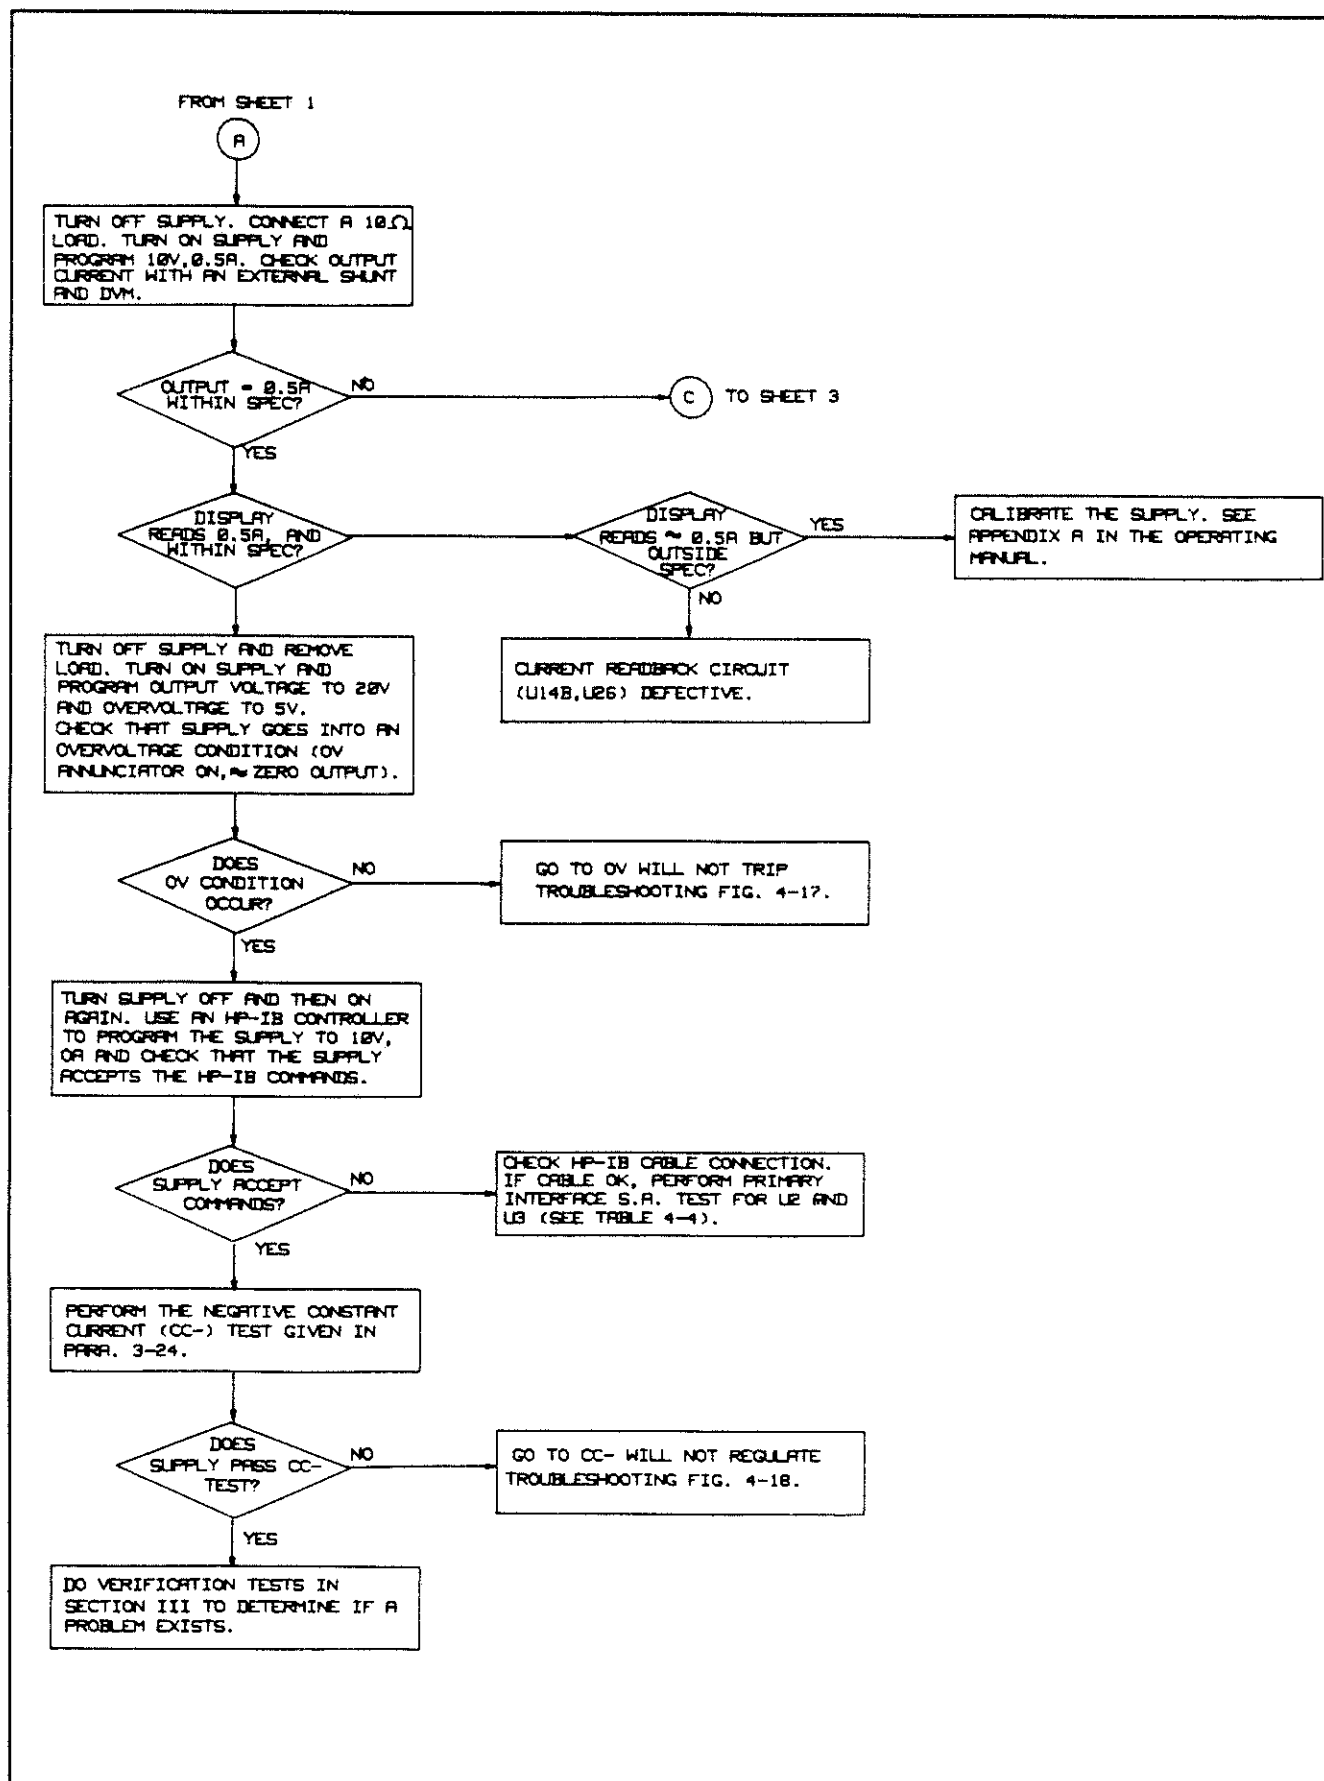 FROM SHEET 1
A
TURN OFF SUPPLY. CONNECT A 10Ω
LOAD. TURN ON SUPPLY AND
PROGRAM 10V,0.5A. CHECK OUTPUT
CURRENT WITH AN EXTERNAL SHUNT
AND DVM.
OUTPUT = 0.5A
WITHIN SPEC?
NO
C
TO SHEET 3
YES
DISPLAY
READS 0.5A, AND
WITHIN SPEC?
DISPLAY
READS ~ 0.5A BUT
OUTSIDE
SPEC?
YES
CALIBRATE THE SUPPLY. SEE
APPENDIX A IN THE OPERATING
MANUAL.
NO
CURRENT READBACK CIRCUIT
(U14B,U26) DEFECTIVE.
TURN OFF SUPPLY AND REMOVE
LOAD. TURN ON SUPPLY AND
PROGRAM OUTPUT VOLTAGE TO 20V
AND OVERVOLTAGE TO 5V.
CHECK THAT SUPPLY GOES INTO AN
OVERVOLTAGE CONDITION (OV
ANNUNCIATOR ON,≈ ZERO OUTPUT).
DOES
OV CONDITION
OCCUR?
NO
GO TO OV WILL NOT TRIP
TROUBLESHOOTING FIG. 4-17.
YES
TURN SUPPLY OFF AND THEN ON
AGAIN. USE AN HP-IB CONTROLLER
TO PROGRAM THE SUPPLY TO 10V,
OA AND CHECK THAT THE SUPPLY
ACCEPTS THE HP-IB COMMANDS.
DOES
SUPPLY ACCEPT
COMMANDS?
NO
CHECK HP-IB CABLE CONNECTION.
IF CABLE OK, PERFORM PRIMARY
INTERFACE S.A. TEST FOR U2 AND
U3 (SEE TABLE 4-4).
YES
PERFORM THE NEGATIVE CONSTANT
CURRENT (CC-) TEST GIVEN IN
PARA. 3-24.
DOES
SUPPLY PASS CC-
TEST?
NO
GO TO CC- WILL NOT REGULATE
TROUBLESHOOTING FIG. 4-18.
YES
DO VERIFICATION TESTS IN
SECTION III TO DETERMINE IF A
PROBLEM EXISTS.